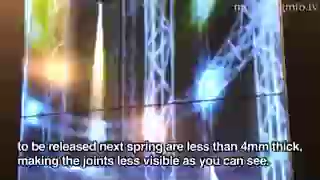 to be released next spring are less than 4mm thick,
making the joints less visible as you can see.